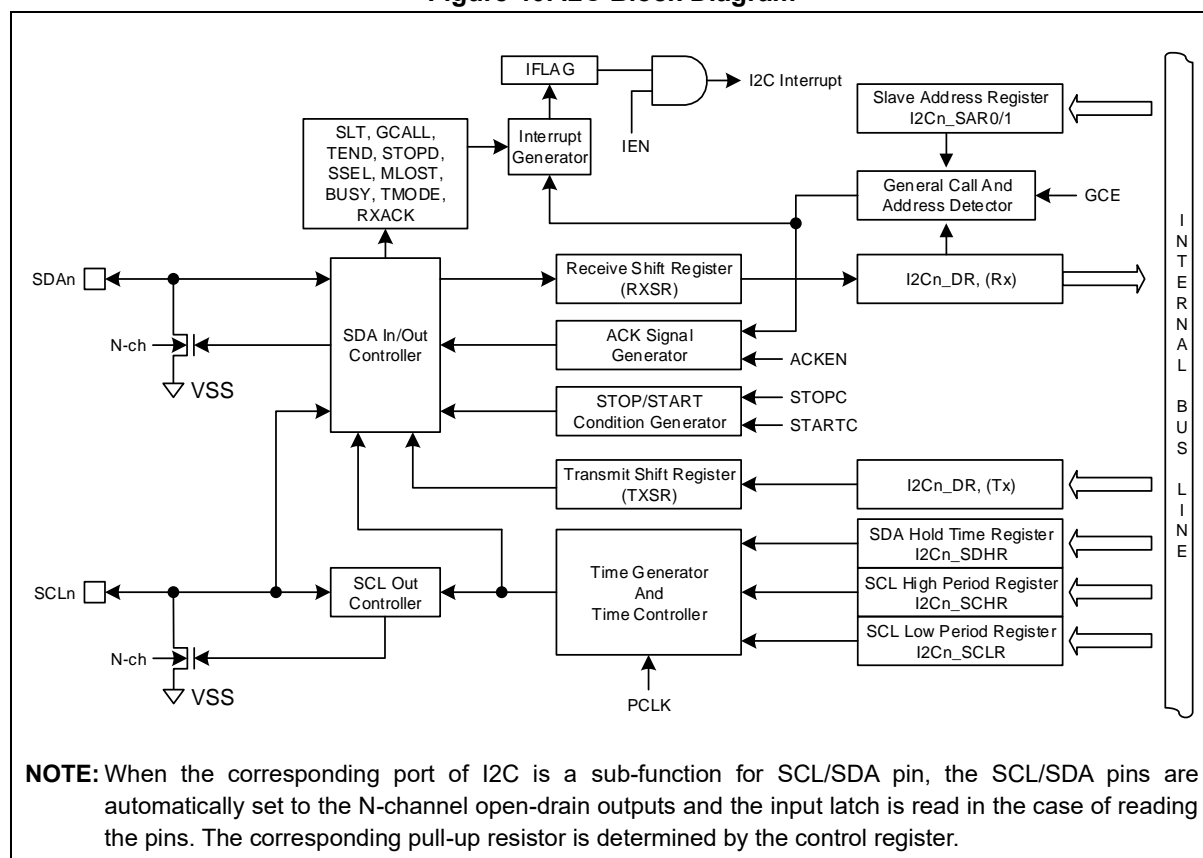 IFLAG
I2C Interrupt
IEN
Slave Address Register
I2Cn_SAR0/1
SLT, GCALL,
TEND, STOPD,
SSEL, MLOST,
BUSY, TMODE,
RXACK
Interrupt
Generator
General Call And
Address Detector
GCE
SDAn
N-ch
VSS
SDA In/Out
Controller
Receive Shift Register
(RXSR)
I2Cn_DR, (Rx)
ACK Signal
Generator
ACKEN
STOP/START
Condition Generator
STOPC
STARTC
Transmit Shift Register
(TXSR)
I2Cn_DR, (Tx)
SCLn
N-ch
VSS
SCL Out
Controller
Time Generator
And
Time Controller
PCLK
SDA Hold Time Register
I2Cn_SDHR
SCL High Period Register
I2Cn_SCHR
SCL Low Period Register
I2Cn_SCLR
INTERNAL BUS LINE
NOTE: When the corresponding port of I2C is a sub-function for SCL/SDA pin, the SCL/SDA pins are
automatically set to the N-channel open-drain outputs and the input latch is read in the case of reading
the pins. The corresponding pull-up resistor is determined by the control register.